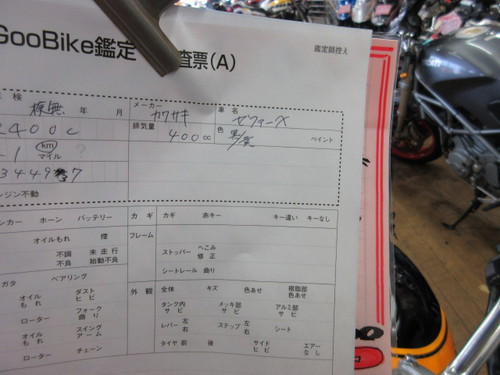 GooBike鑑定 査票(A)
鑑定師控え
検 検無 年 月
メーカー カワサキ
車名 ゼファーX
2400c
排気量 400cc
色 黒/黄 ペイント
-1 km マイル ?
34497
ンジン不動
ンカー ホーン バッテリー
カギ カギ 赤キー キー違い キーなし
オイルもれ 煙
フレーム
不調 未走行
不良 始動不良
ストッパー へこみ 修正
シートレール 曲り
ガタ ベアリング
オイルもれ ダストヒビ
外観 全体 キズ 色あせ 樹脂部色あせ
ローター フォーク曲り
タンク内サビ メッキ部サビ アルミ部サビ
オイルもれ スイングアーム
レバー 左右 ステップ 左右 シート
ローター チェーン
タイヤ 前 後 サイドヒビ エアーなし